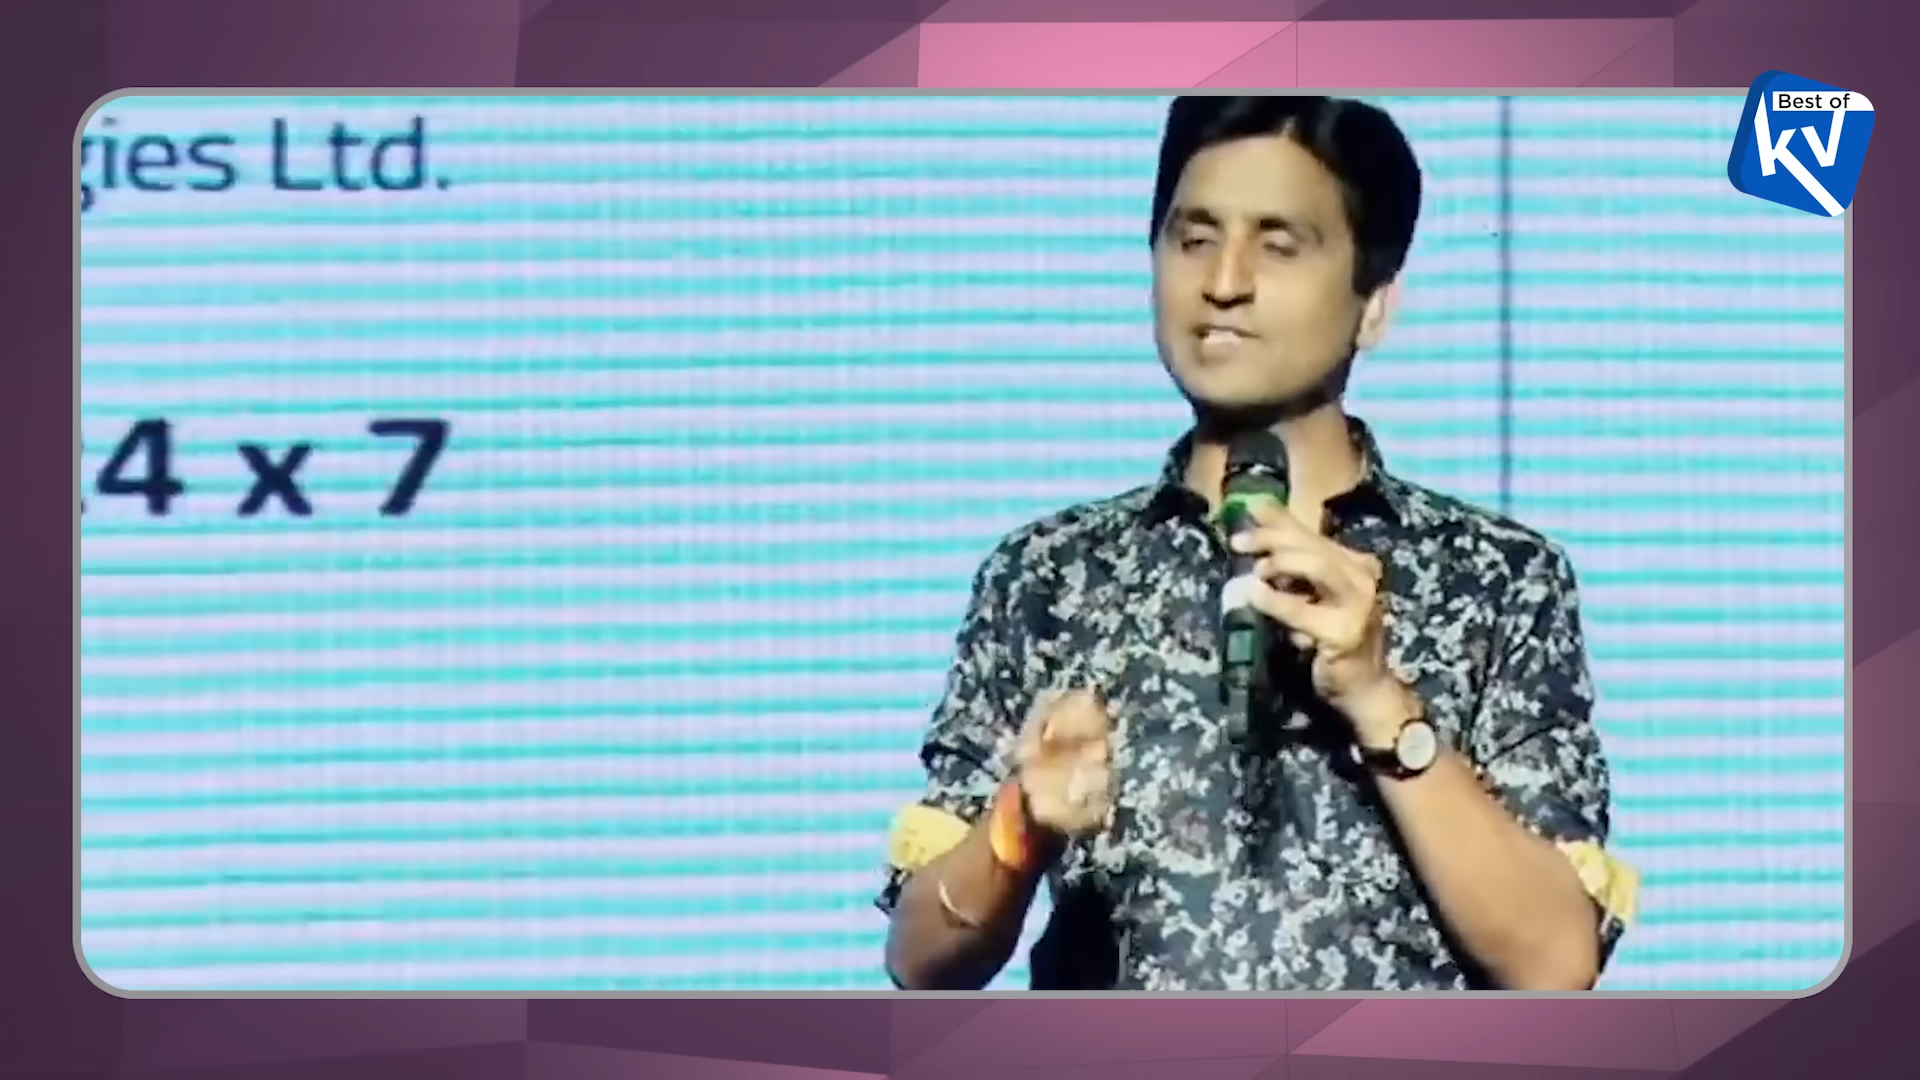 gies Ltd.
4 x 7
Best of
KV